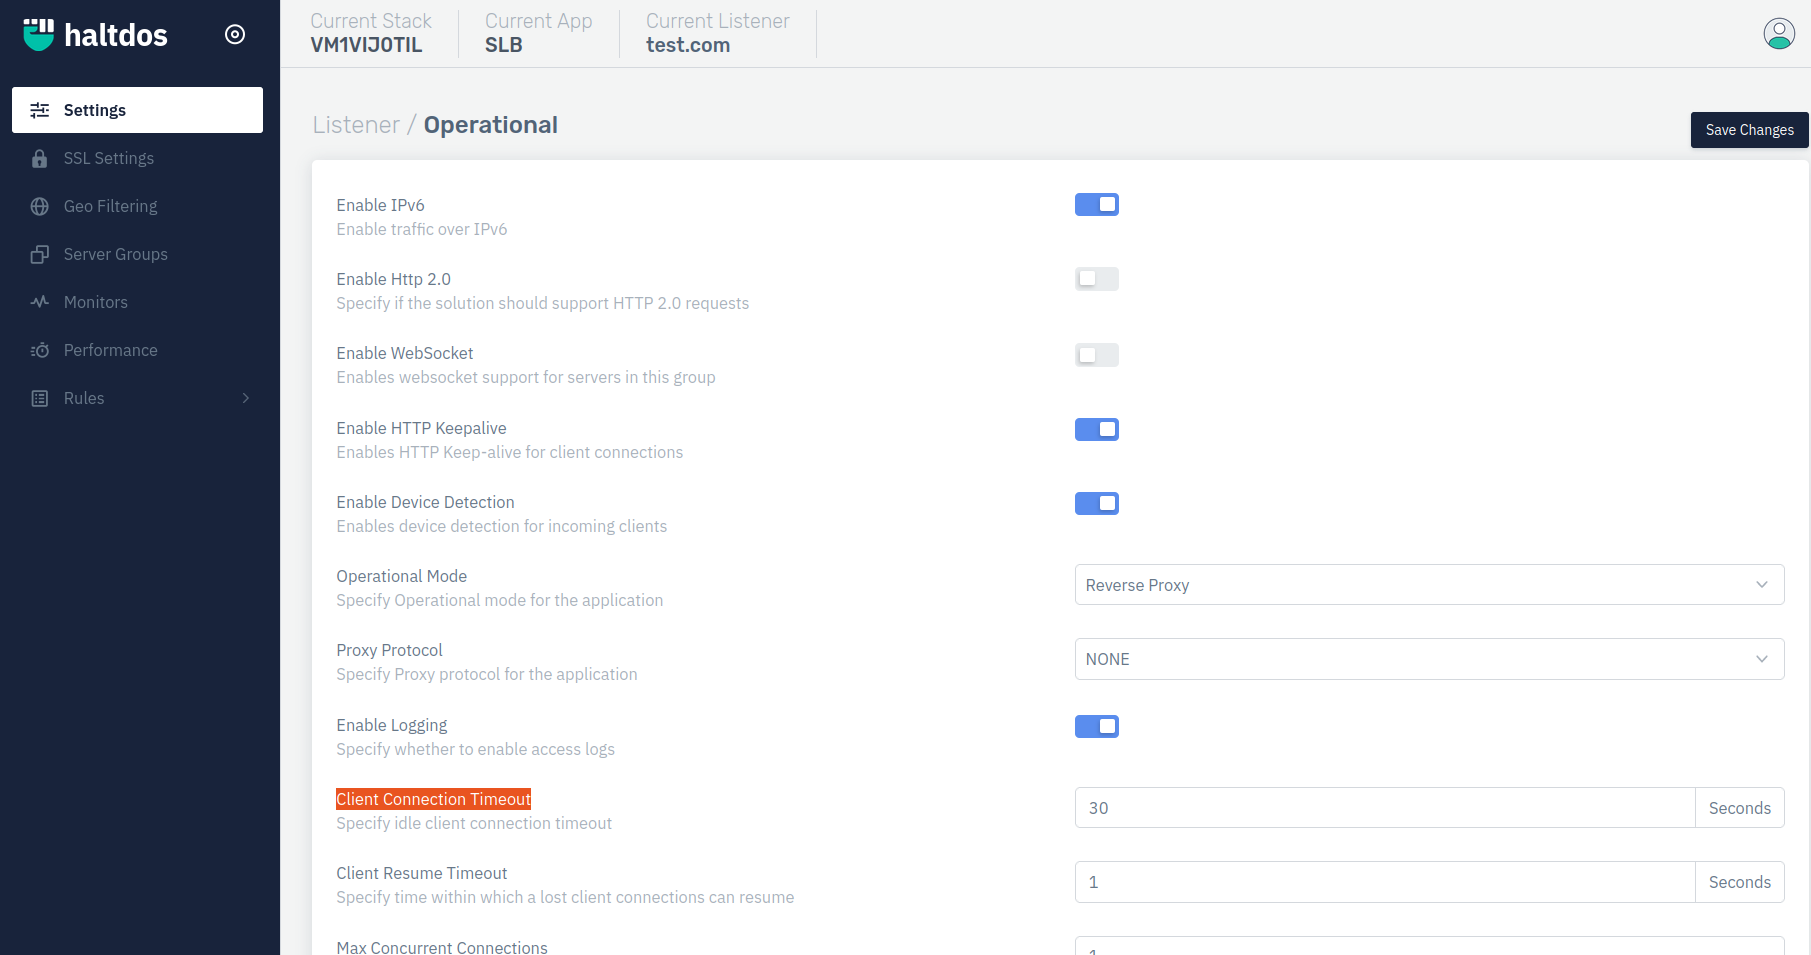 haltdos
Current Stack
VM1VIJ0TIL
Current App
SLB
Current Listener
test.com
Settings
SSL Settings
Geo Filtering
Server Groups
Monitors
Performance
Rules
Listener / Operational
Save Changes
Enable IPv6
Enable traffic over IPv6
Enable Http 2.0
Specify if the solution should support HTTP 2.0 requests
Enable WebSocket
Enables websocket support for servers in this group
Enable HTTP Keepalive
Enables HTTP Keep-alive for client connections
Enable Device Detection
Enables device detection for incoming clients
Operational Mode
Specify Operational mode for the application
Reverse Proxy
Proxy Protocol
Specify Proxy protocol for the application
NONE
Enable Logging
Specify whether to enable access logs
Client Connection Timeout
Specify idle client connection timeout
30 Seconds
Client Resume Timeout
Specify time within which a lost client connections can resume
1 Seconds
Max Concurrent Connections